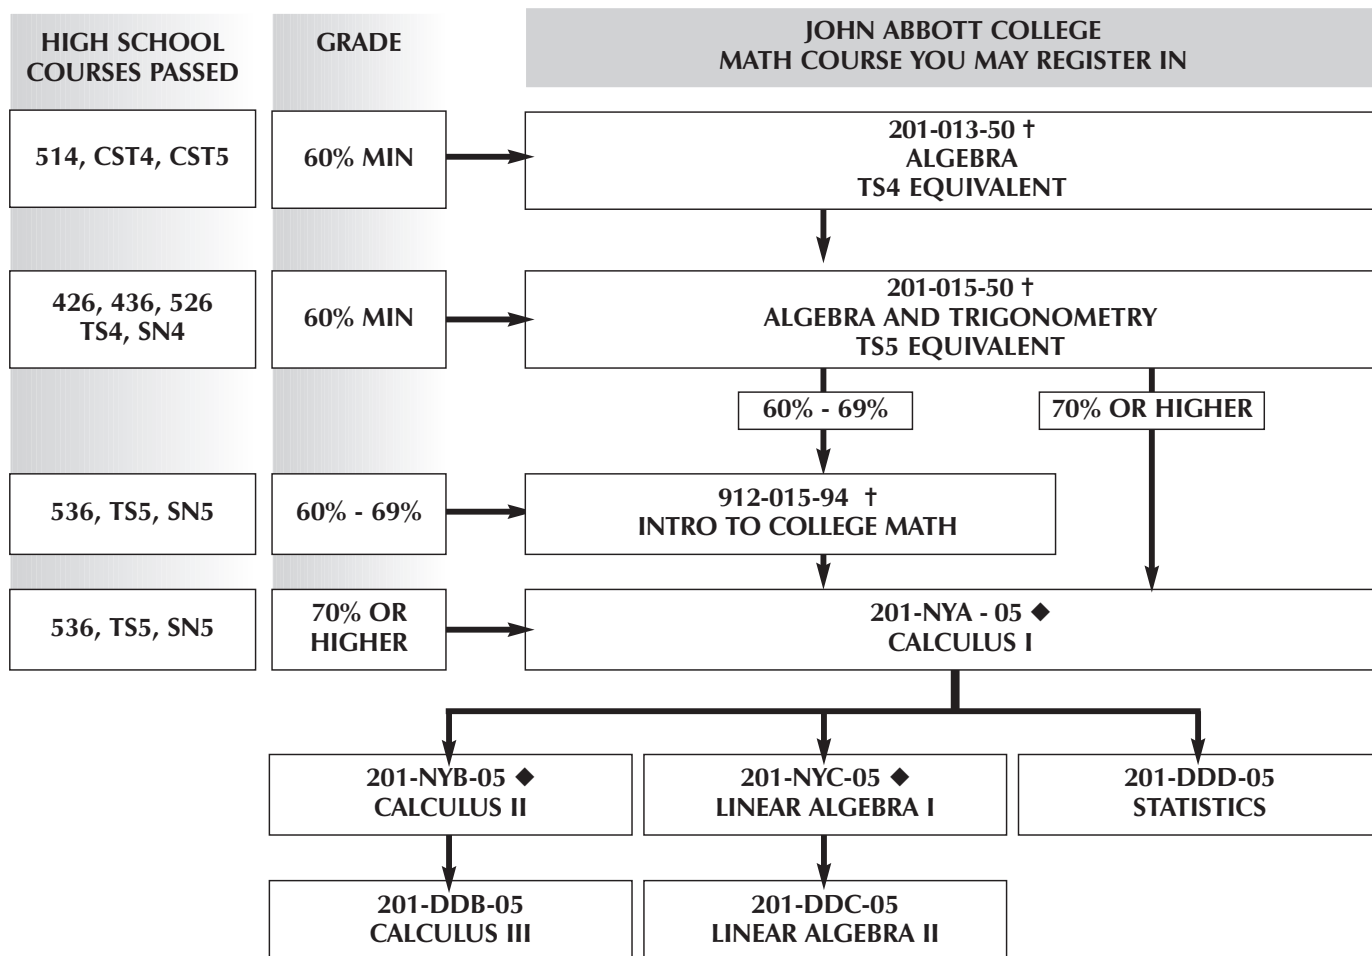 HIGH SCHOOL
COURSES PASSED
GRADE
JOHN ABBOTT COLLEGE
MATH COURSE YOU MAY REGISTER IN
514, CST4, CST5
60% MIN
201-013-50 †
ALGEBRA
TS4 EQUIVALENT
426, 436, 526
TS4, SN4
60% MIN
201-015-50 †
ALGEBRA AND TRIGONOMETRY
TS5 EQUIVALENT
60% - 69%
70% OR HIGHER
536, TS5, SN5
60% - 69%
912-015-94 †
INTRO TO COLLEGE MATH
536, TS5, SN5
70% OR
HIGHER
201-NYA - 05 ◆
CALCULUS I
201-NYB-05 ◆
CALCULUS II
201-NYC-05 ◆
LINEAR ALGEBRA I
201-DDD-05
STATISTICS
201-DDB-05
CALCULUS III
201-DDC-05
LINEAR ALGEBRA II